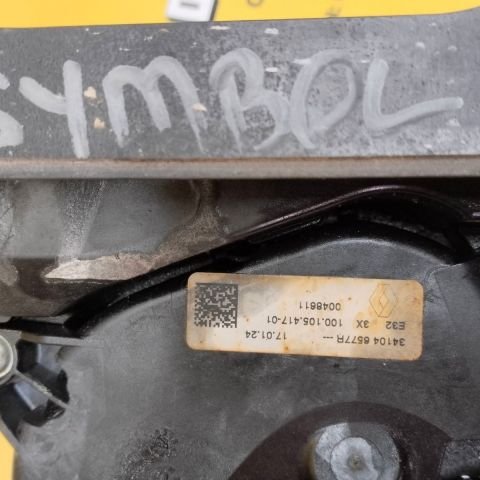 SYMBOL
34104 6577R ---
17.01.24
E32 3X 100.105.417-01
0048611